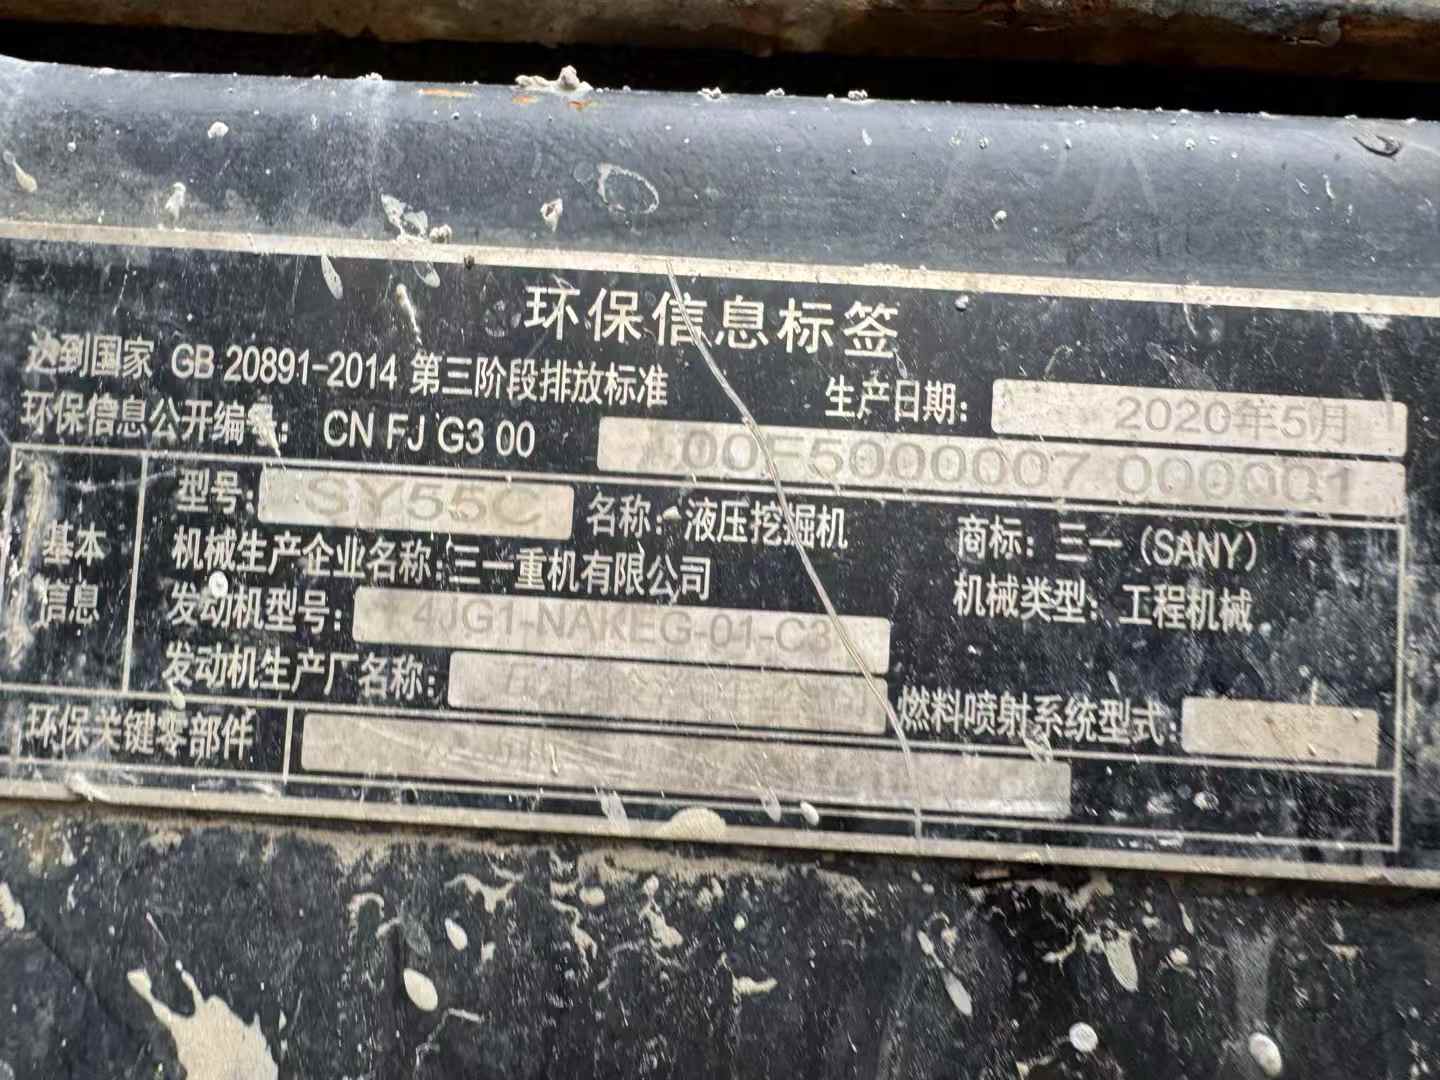 环保信息标签
达到国家 GB 20891-2014 第三阶段排放标准 生产日期: 2020年5月
环保信息公开编号: CN FJ G3 00 00F5000007 000001
型号: SY55C 名称: 液压挖掘机 商标: 三一 (SANY)
基本信息
机械生产企业名称: 三一重机有限公司 机械类型: 工程机械
发动机型号: 4JG1-NAKEG-01-C3
发动机生产厂名称: 燃料喷射系统型式:
环保关键零部件